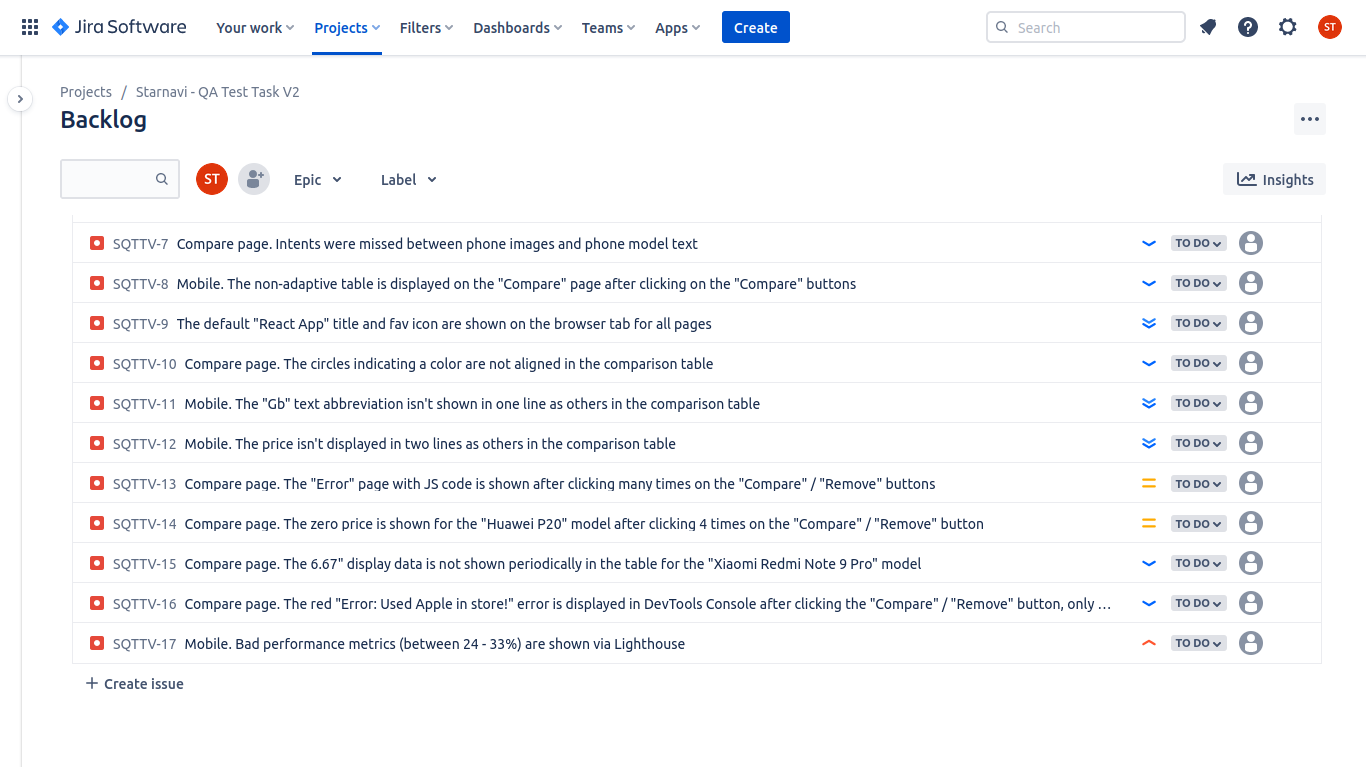 Jira Software Your work Projects Filters Dashboards Teams Apps Create Search ST
Projects / Starnavi - QA Test Task V2
Backlog
ST Epic Label Insights
SQTTV-7 Compare page. Intents were missed between phone images and phone model text TO DO
SQTTV-8 Mobile. The non-adaptive table is displayed on the "Compare" page after clicking on the "Compare" buttons TO DO
SQTTV-9 The default "React App" title and fav icon are shown on the browser tab for all pages TO DO
SQTTV-10 Compare page. The circles indicating a color are not aligned in the comparison table TO DO
SQTTV-11 Mobile. The "Gb" text abbreviation isn't shown in one line as others in the comparison table TO DO
SQTTV-12 Mobile. The price isn't displayed in two lines as others in the comparison table TO DO
SQTTV-13 Compare page. The "Error" page with JS code is shown after clicking many times on the "Compare" / "Remove" buttons TO DO
SQTTV-14 Compare page. The zero price is shown for the "Huawei P20" model after clicking 4 times on the "Compare" / "Remove" button TO DO
SQTTV-15 Compare page. The 6.67" display data is not shown periodically in the table for the "Xiaomi Redmi Note 9 Pro" model TO DO
SQTTV-16 Compare page. The red "Error: Used Apple in store!" error is displayed in DevTools Console after clicking the "Compare" / "Remove" button, only ... TO DO
SQTTV-17 Mobile. Bad performance metrics (between 24 - 33%) are shown via Lighthouse TO DO
+ Create issue